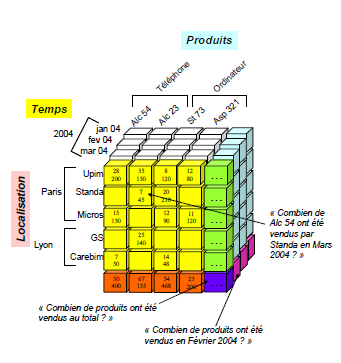 Produits
Téléphone
Ordinateur
Alc 54
Alc 23
St 73
Asp 321
Temps
2004
jan 04
fev 04
mar 04
Localisation
Paris
Lyon
Upim
28 35 8 12
200 150 120 80
Standa
7 20
45 210
...
Micros
15 12 11
150 90 120
GS
25
140
Carebim
7 14
50 48
...
50 67 54 23
400 135 468 200
...
« Combien de
Alc 54 ont été
vendus par
Standa en Mars
2004 ? »
« Combien de produits ont été
vendus au total ? »
« Combien de produits ont été
vendus en Février 2004 ? »